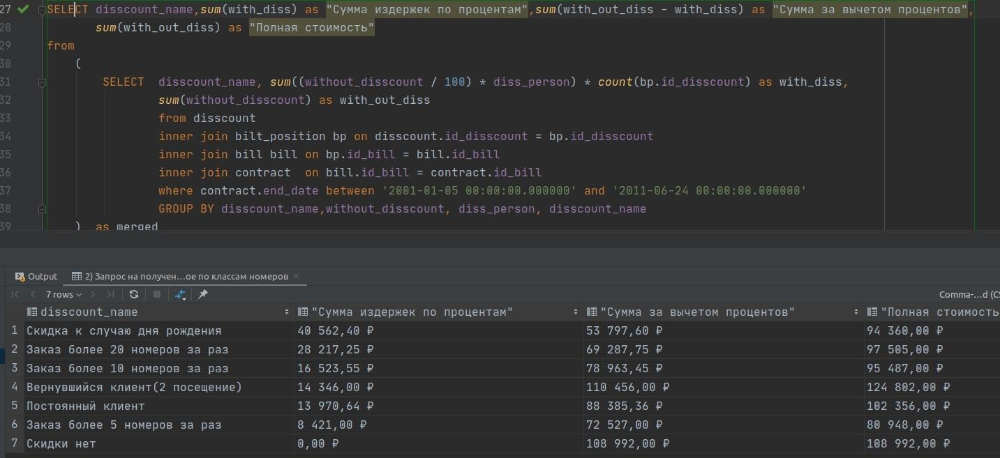 27 SELECT disscount_name,sum(with_diss) as "Сумма издержек по процентам",sum(with_out_diss - with_diss) as "Сумма за вычетом процентов",
28 sum(with_out_diss) as "Полная стоимость"
29 from
30 (
31 SELECT disscount_name, sum((without_disscount / 100) * diss_person) * count(bp.id_disscount) as with_diss,
32 sum(without_disscount) as with_out_diss
33 from disscount
34 inner join bilt_position bp on disscount.id_disscount = bp.id_disscount
35 inner join bill bill on bp.id_bill = bill.id_bill
36 inner join contract on bill.id_bill = contract.id_bill
37 where contract.end_date between '2001-01-05 00:00:00.000000' and '2011-06-24 00:00:00.000000'
38 GROUP BY disscount_name,without_disscount, diss_person, disscount_name
39 ) as merged
Output 2) Запрос на получен...ое по классам номеров
7 rows Comma-...d (CS
disscount_name "Сумма издержек по процентам" "Сумма за вычетом процентов" "Полная стоимость
1 Скидка к случаю дня рождения 40 562,40 ₽ 53 797,60 ₽ 94 360,00 ₽
2 Заказ более 20 номеров за раз 28 217,25 ₽ 69 287,75 ₽ 97 505,00 ₽
3 Заказ более 10 номеров за раз 16 523,55 ₽ 78 963,45 ₽ 95 487,00 ₽
4 Вернувшийся клиент(2 посещение) 14 346,00 ₽ 110 456,00 ₽ 124 802,00 ₽
5 Постоянный клиент 13 970,64 ₽ 88 385,36 ₽ 102 356,00 ₽
6 Заказ более 5 номеров за раз 8 421,00 ₽ 72 527,00 ₽ 80 948,00 ₽
7 Скидки нет 0,00 ₽ 108 992,00 ₽ 108 992,00 ₽